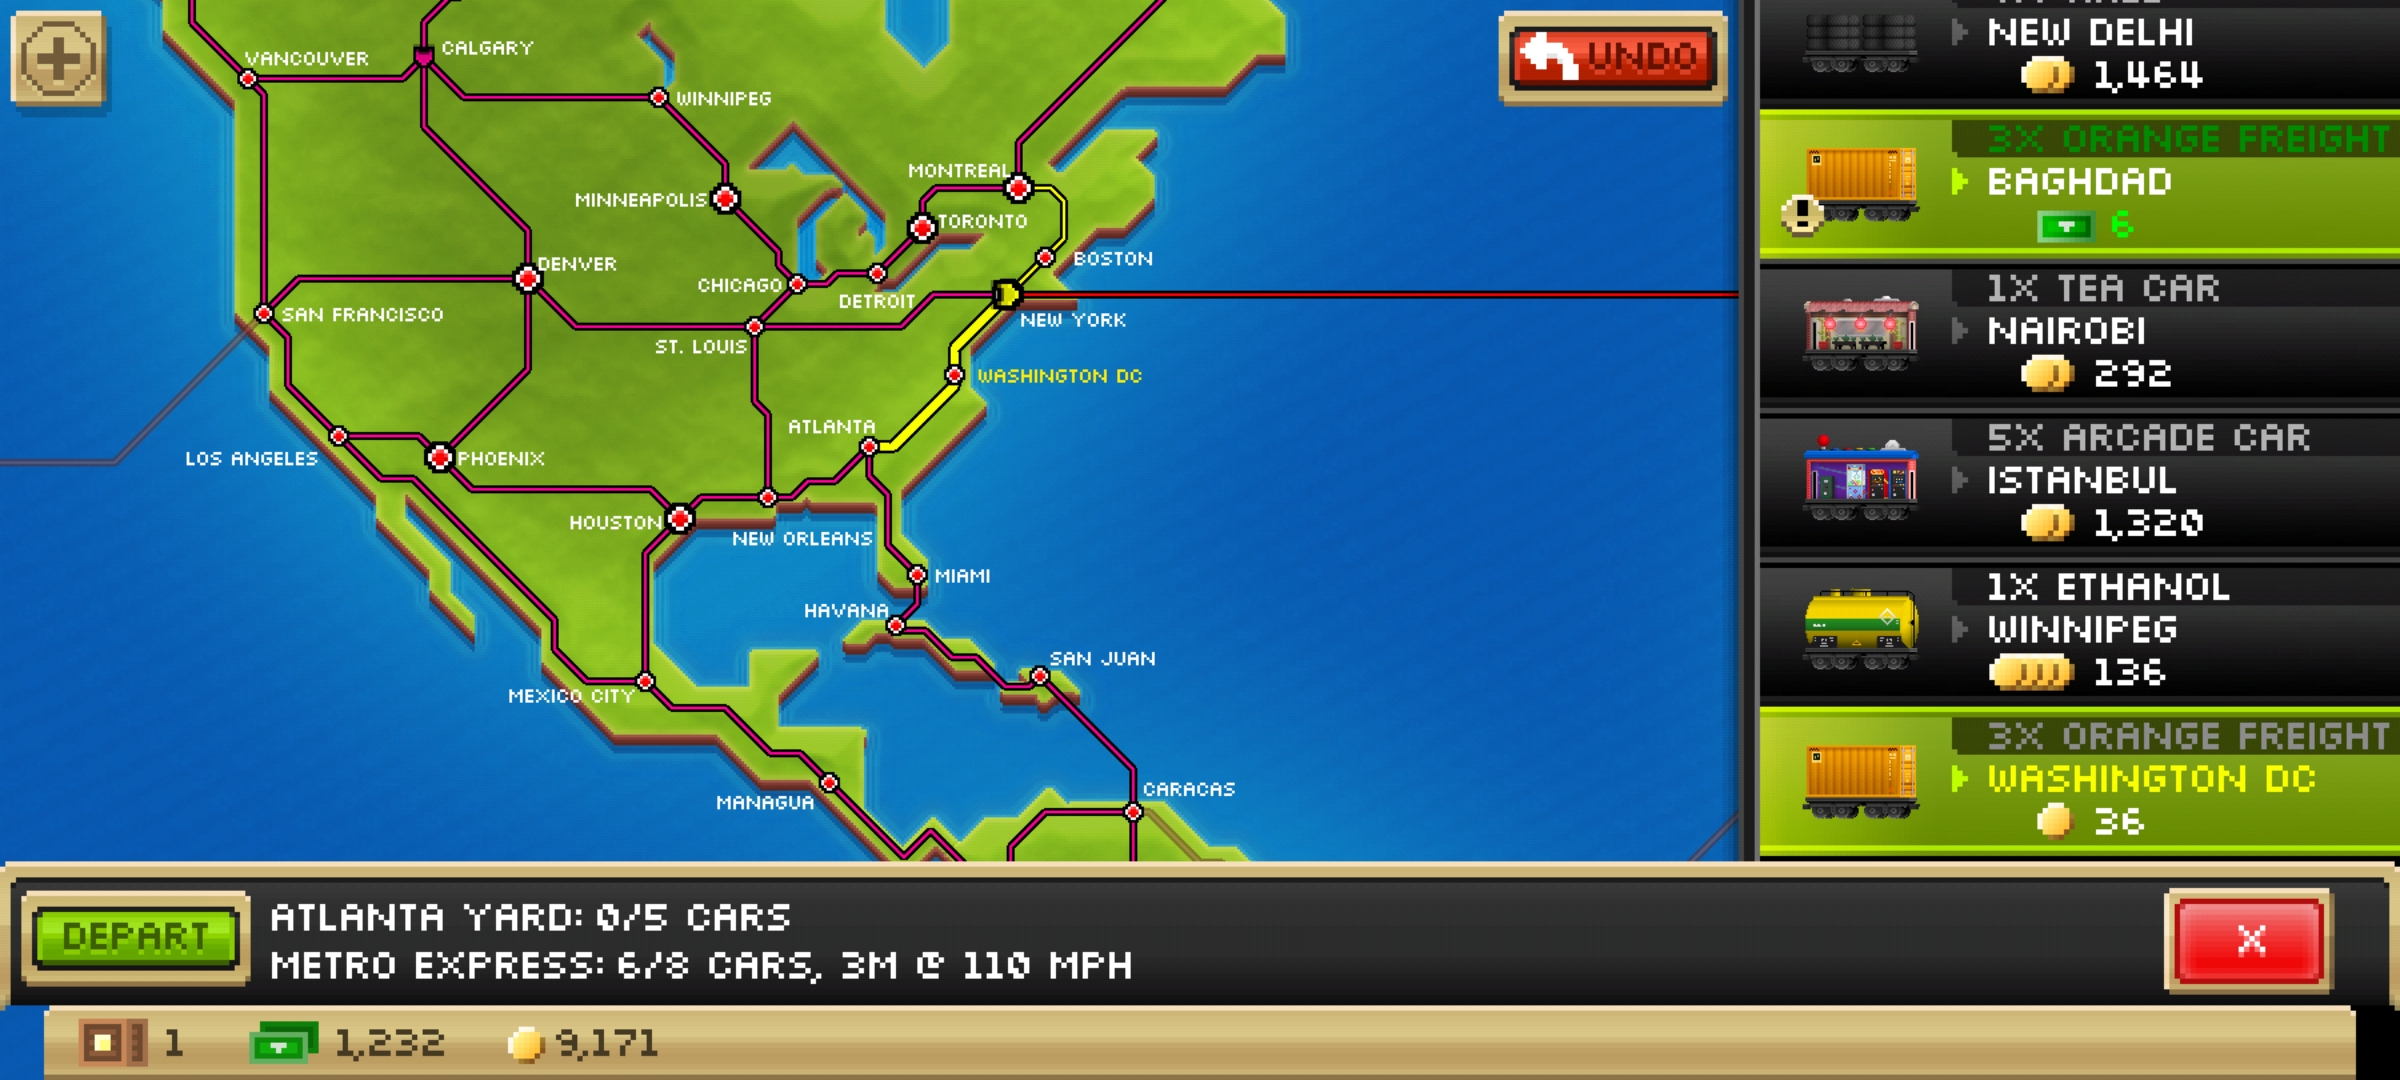 VANCOUVER
CALGARY
WINNIPEG
MINNEAPOLIS
MONTREAL
TORONTO
DENVER
CHICAGO
DETROIT
BOSTON
NEW YORK
SAN FRANCISCO
ST. LOUIS
WASHINGTON DC
LOS ANGELES
PHOENIX
ATLANTA
HOUSTON
NEW ORLEANS
MIAMI
HAVANA
SAN JUAN
MEXICO CITY
MANAGUA
CARACAS
UNDO
NEW DELHI
1,464
3X ORANGE FREIGHT
BAGHDAD
6
1X TEA CAR
NAIROBI
292
5X ARCADE CAR
ISTANBUL
1,320
1X ETHANOL
WINNIPEG
136
3X ORANGE FREIGHT
WASHINGTON DC
36
DEPART
ATLANTA YARD: 0/5 CARS
METRO EXPRESS: 6/8 CARS, 3M @ 110 MPH
X
1
1,232
9,171